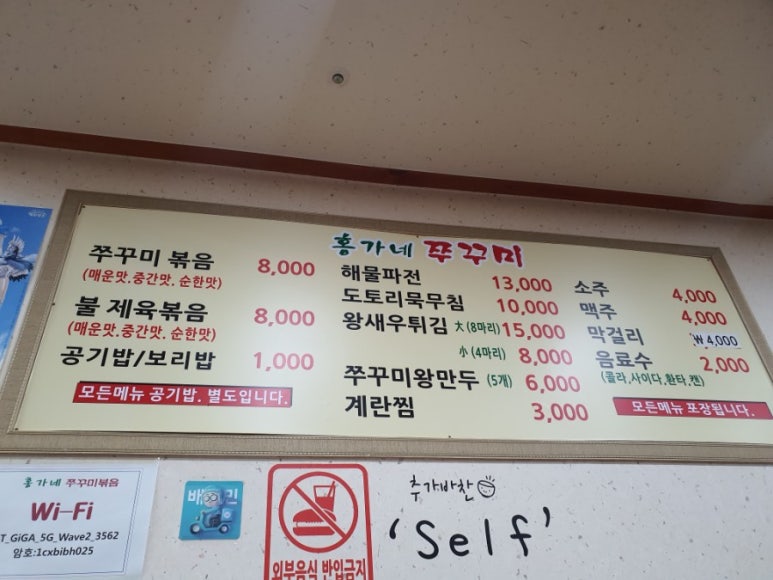 홍가네 쭈꾸미
쭈꾸미 볶음 8,000
(매운맛.중간맛.순한맛)
불 제육볶음 8,000
(매운맛.중간맛.순한맛)
공기밥/보리밥 1,000
모든메뉴 공기밥. 별도입니다.
해물파전 13,000
도토리묵무침 10,000
왕새우튀김 大 (8마리) 15,000
小 (4마리) 8,000
쭈꾸미왕만두 (5개) 6,000
계란찜 3,000
소주 4,000
맥주 4,000
막걸리 ₩4,000
음료수 2,000
(콜라,사이다,환타,캔)
모든메뉴 포장됩니다.
홍가네 쭈꾸미볶음
Wi-Fi
T_GiGA_5G_Wave2_3562
암호:1cxbibh025
외부음식 반입금지
추가반찬
'Self'